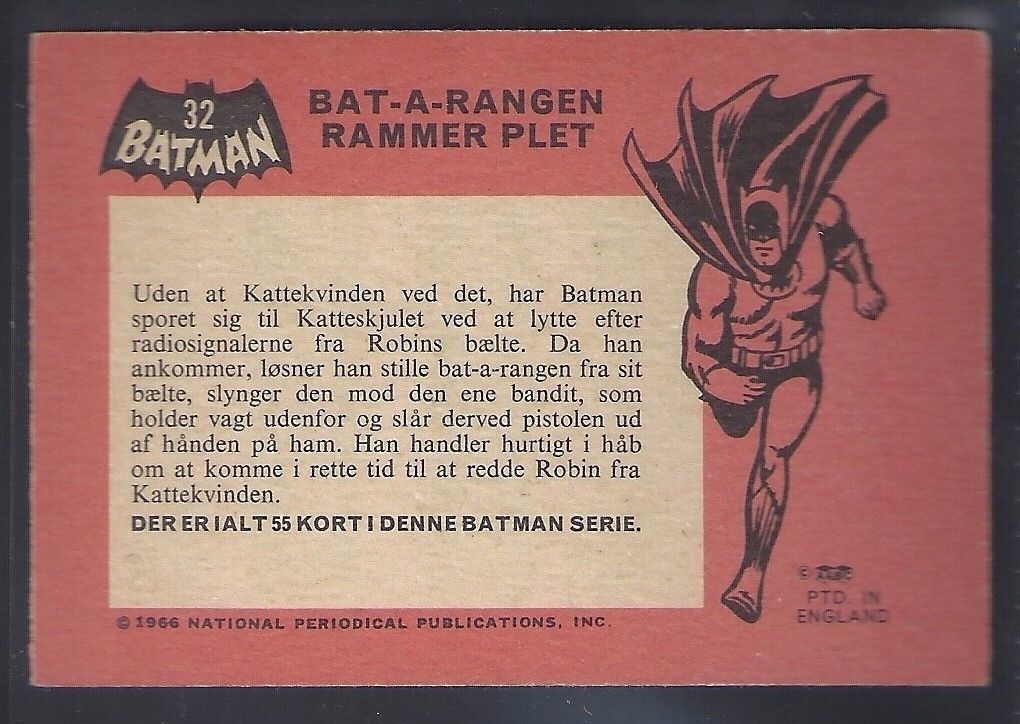 32
BATMAN
BAT-A-RANGEN
RAMMER PLET
Uden at Kattekvinden ved det, har Batman
sporet sig til Katteskjulet ved at lytte efter
radiosignalerne fra Robins bælte. Da han
ankommer, løsner han stille bat-a-rangen fra sit
bælte, slynger den mod den ene bandit, som
holder vagt udenfor og slår derved pistolen ud
af hånden på ham. Han handler hurtigt i håb
om at komme i rette tid til at redde Robin fra
Kattekvinden.
DER ER IALT 55 KORT I DENNE BATMAN SERIE.
© 1966 NATIONAL PERIODICAL PUBLICATIONS, INC.
©
PTD. IN
ENGLAND